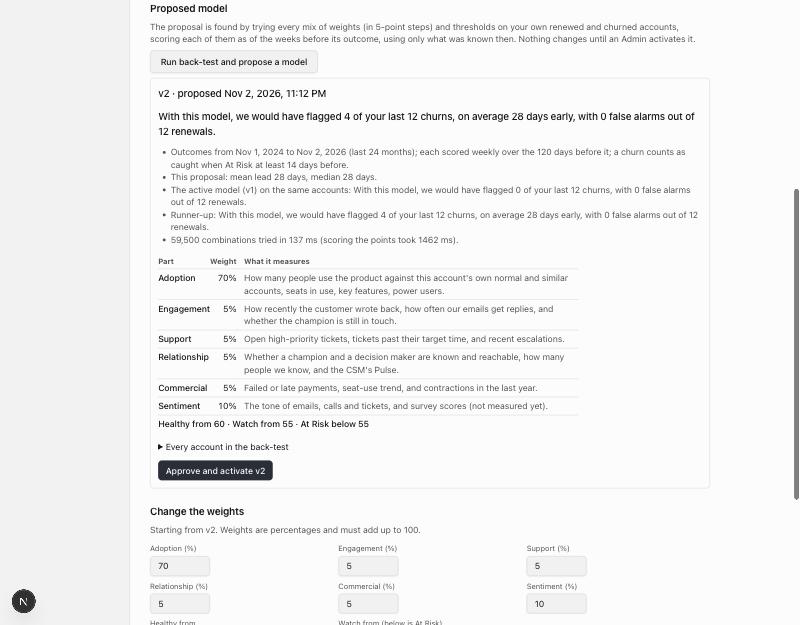 Proposed model
The proposal is found by trying every mix of weights (in 5-point steps) and thresholds on your own renewed and churned accounts,
scoring each of them as of the weeks before its outcome, using only what was known then. Nothing changes until an Admin activates it.
Run back-test and propose a model
v2 · proposed Nov 2, 2026, 11:12 PM
With this model, we would have flagged 4 of your last 12 churns, on average 28 days early, with 0 false alarms out of
12 renewals.
• Outcomes from Nov 1, 2024 to Nov 2, 2026 (last 24 months); each scored weekly over the 120 days before it; a churn counts as
caught when At Risk at least 14 days before.
• This proposal: mean lead 28 days, median 28 days.
• The active model (v1) on the same accounts: With this model, we would have flagged 0 of your last 12 churns, with 0 false alarms
out of 12 renewals.
• Runner-up: With this model, we would have flagged 4 of your last 12 churns, on average 28 days early, with 0 false alarms out of 12
renewals.
• 59,500 combinations tried in 137 ms (scoring the points took 1462 ms).
Part Weight What it measures
Adoption 70% How many people use the product against this account's own normal and similar
accounts, seats in use, key features, power users.
Engagement 5% How recently the customer wrote back, how often our emails get replies, and
whether the champion is still in touch.
Support 5% Open high-priority tickets, tickets past their target time, and recent escalations.
Relationship 5% Whether a champion and a decision maker are known and reachable, how many
people we know, and the CSM's Pulse.
Commercial 5% Failed or late payments, seat-use trend, and contractions in the last year.
Sentiment 10% The tone of emails, calls and tickets, and survey scores (not measured yet).
Healthy from 60 · Watch from 55 · At Risk below 55
▶ Every account in the back-test
Approve and activate v2
Change the weights
Starting from v2. Weights are percentages and must add up to 100.
Adoption (%) Engagement (%) Support (%)
70 5 5
Relationship (%) Commercial (%) Sentiment (%)
5 5 10
N
Healthy from Watch from (below is At Risk)